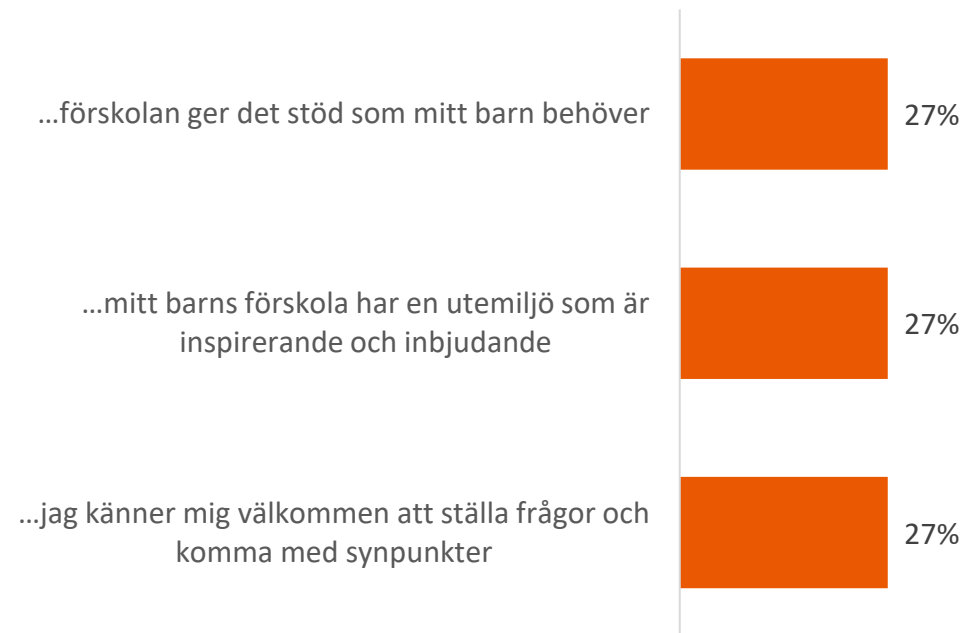 ...förskolan ger det stöd som mitt barn behöver
27%
...mitt barns förskola har en utemiljö som är
inspirerande och inbjudande
27%
...jag känner mig välkommen att ställa frågor och
komma med synpunkter
27%